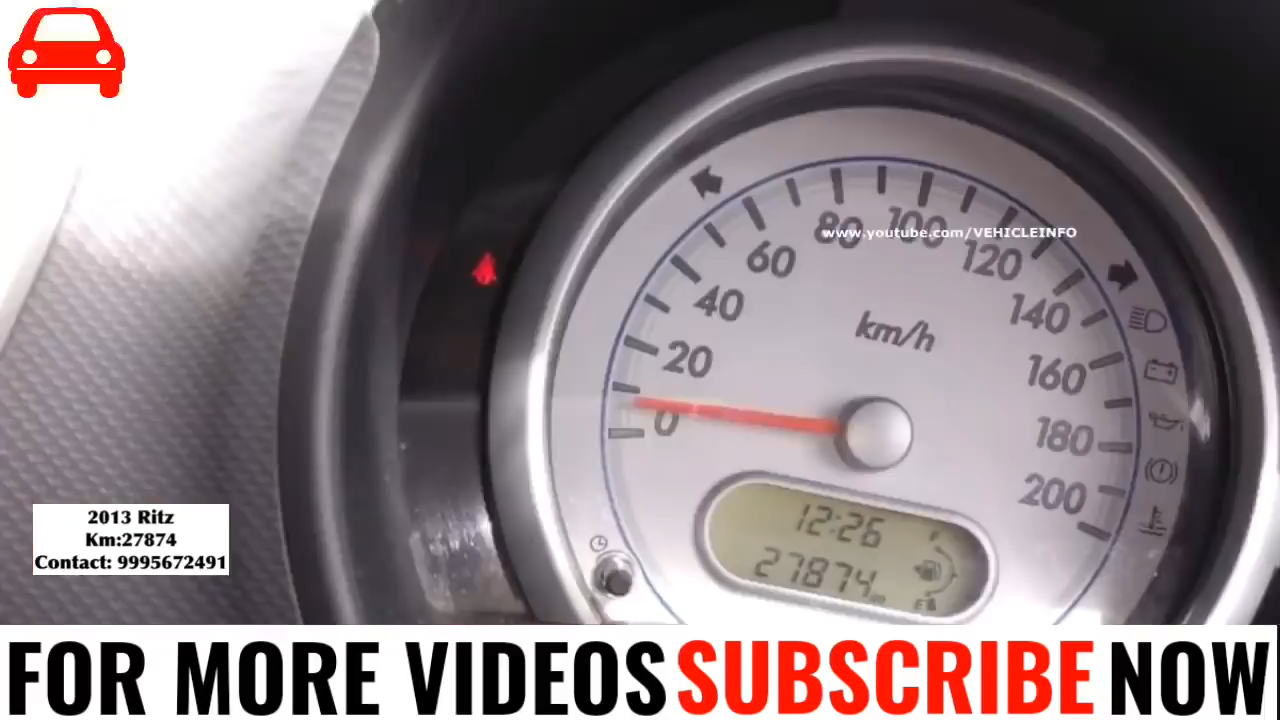 www.youtube.com/VEHICLEINFO
0
20
40
60
80
100
120
140
160
180
200
km/h
12:26
27874
2013 Ritz
Km:27874
Contact: 9995672491
FOR MORE VIDEOS SUBSCRIBE NOW